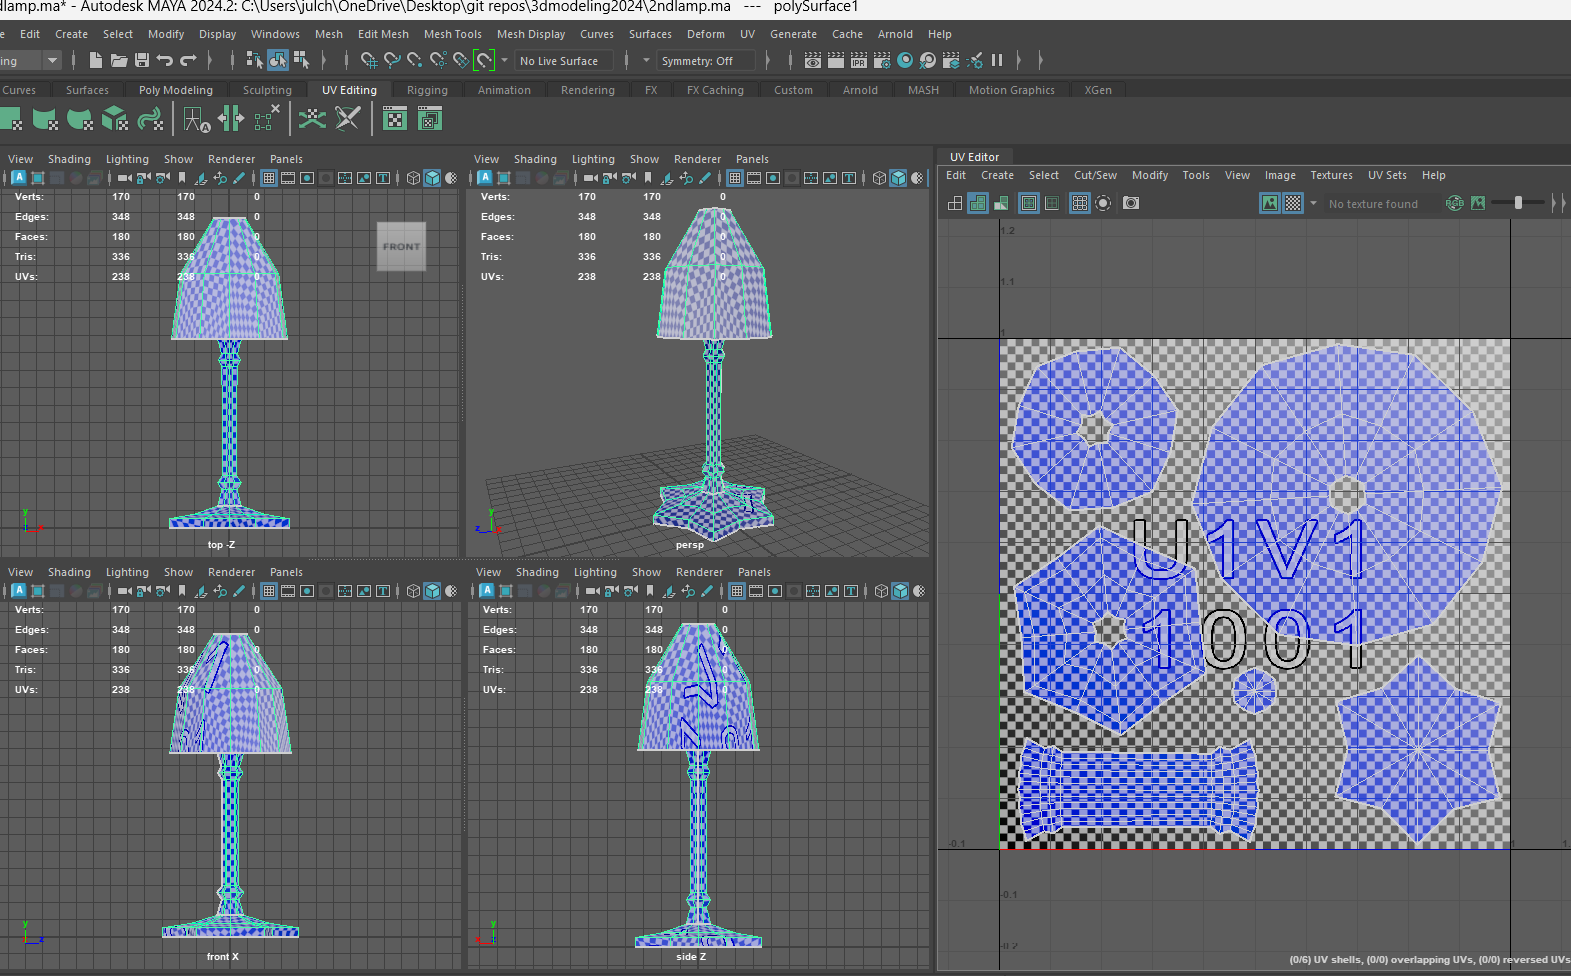 dlamp.ma* - Autodesk MAYA 2024.2: C:\Users\julch\OneDrive\Desktop\git repos\3dmodeling2024\2ndlamp.ma --- polySurface1
e Edit Create Select Modify Display Windows Mesh Edit Mesh Mesh Tools Mesh Display Curves Surfaces Deform UV Generate Cache Arnold Help
ing No Live Surface Symmetry: Off IPR
Curves Surfaces Poly Modeling Sculpting UV Editing Rigging Animation Rendering FX FX Caching Custom Arnold MASH Motion Graphics XGen
View Shading Lighting Show Renderer Panels
Verts: 170 170 0
Edges: 348 348 0
Faces: 180 180 0
Tris: 336 336 0
UVs: 238 238 0
FRONT
y
top -Z
View Shading Lighting Show Renderer Panels
Verts: 170 170 0
Edges: 348 348 0
Faces: 180 180 0
Tris: 336 336 0
UVs: 238 238 0
y
z
persp
View Shading Lighting Show Renderer Panels
Verts: 170 170 0
Edges: 348 348 0
Faces: 180 180 0
Tris: 336 336 0
UVs: 238 238 0
y
z
front X
View Shading Lighting Show Renderer Panels
Verts: 170 170 0
Edges: 348 348 0
Faces: 180 180 0
Tris: 336 336 0
UVs: 238 238 0
y
side Z
UV Editor
Edit Create Select Cut/Sew Modify Tools View Image Textures UV Sets Help
No texture found RGB
1.2
1.1
1
U1V1
1001
-0.1 1 1.
-0.1
-0.2
(0/6) UV shells, (0/0) overlapping UVs, (0/0) reversed UVs